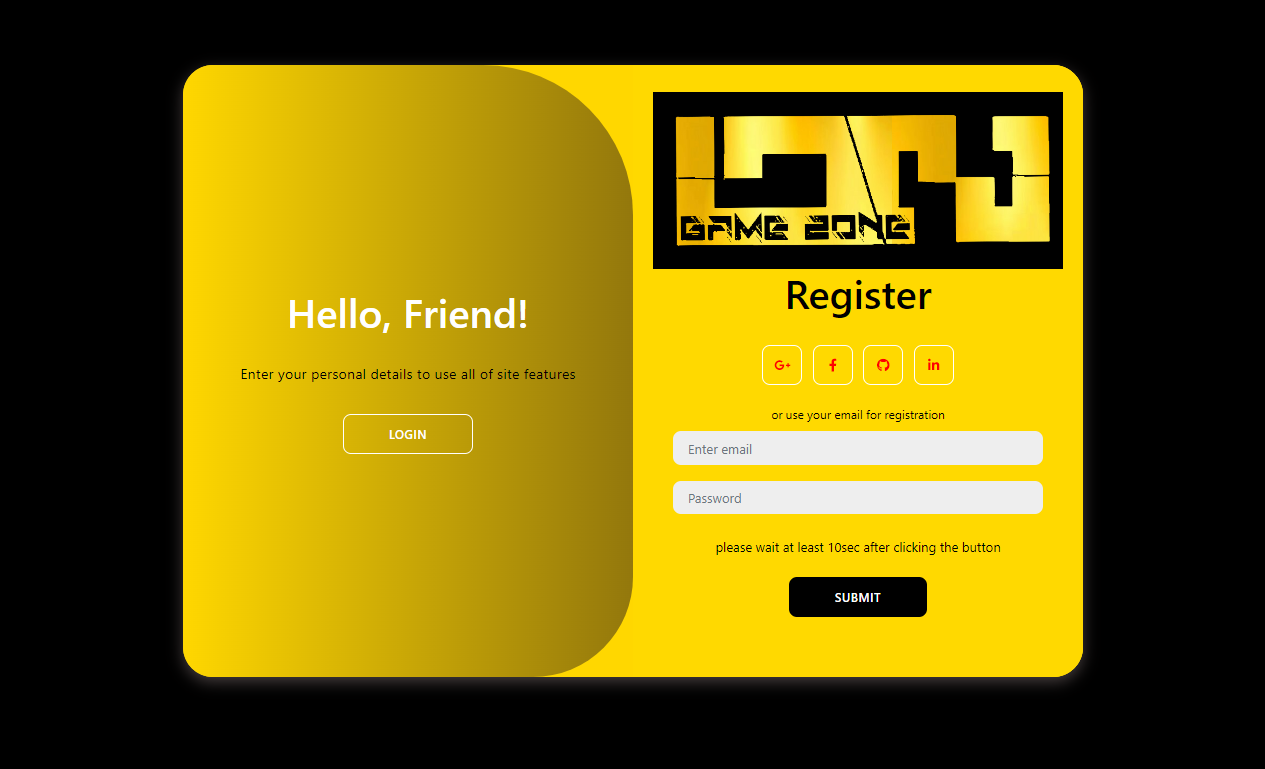 Hello, Friend!
Enter your personal details to use all of site features
LOGIN
GAME ZONE
Register
G+
f
in
or use your email for registration
Enter email
Password
please wait at least 10sec after clicking the button
SUBMIT